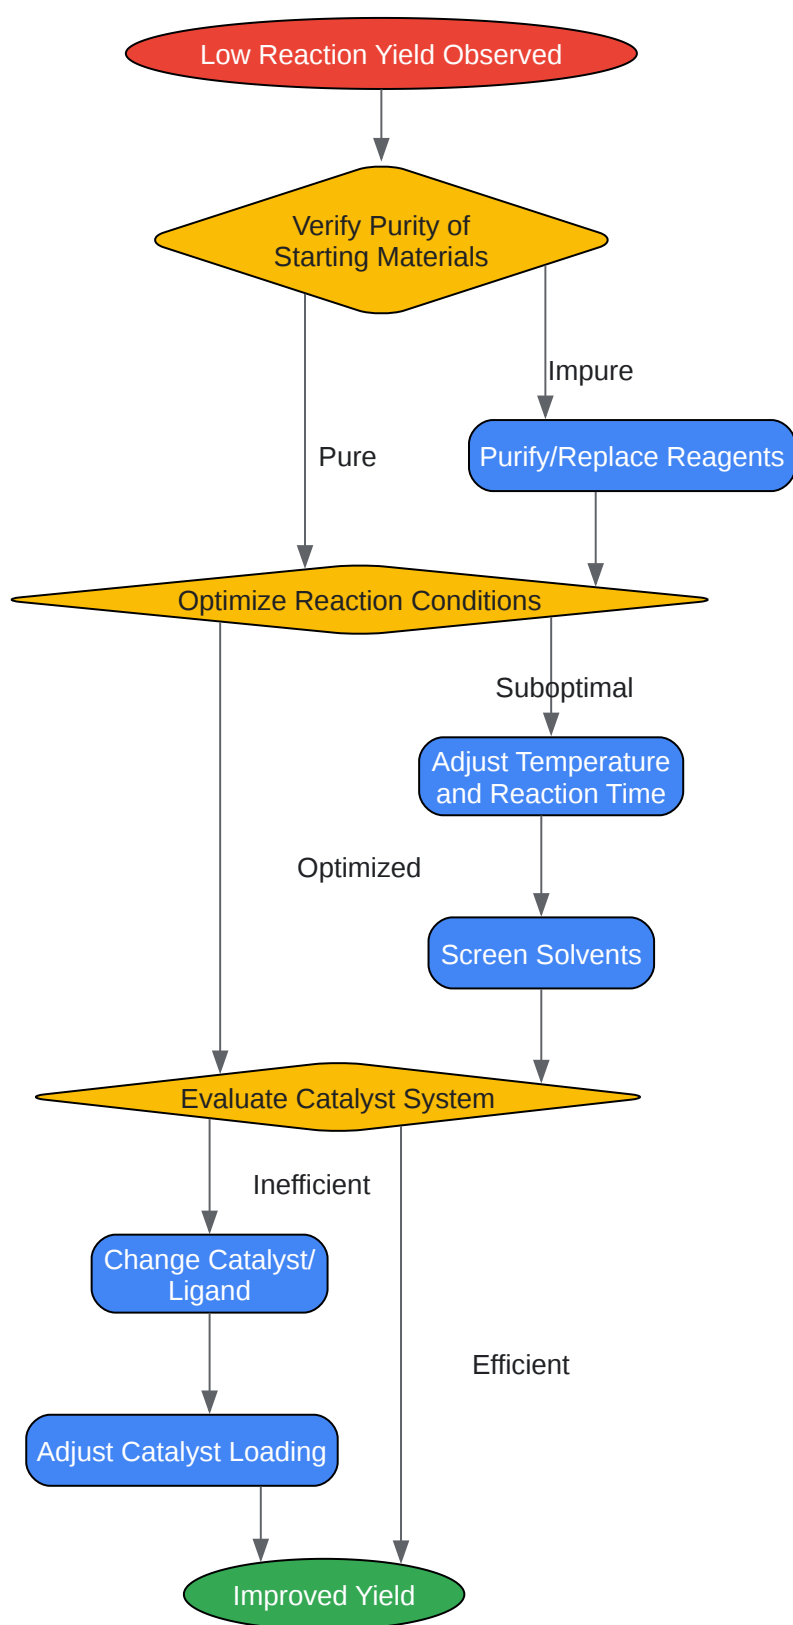 Low Reaction Yield Observed
Verify Purity of
Starting Materials
Impure
Pure
Purify/Replace Reagents
Optimize Reaction Conditions
Suboptimal
Adjust Temperature
and Reaction Time
Optimized
Screen Solvents
Evaluate Catalyst System
Inefficient
Change Catalyst/
Ligand
Efficient
Adjust Catalyst Loading
Improved Yield